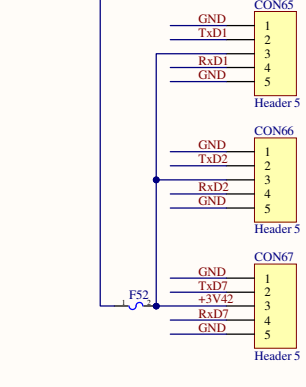 CON65
GND 1
TxD1 2
3
RxD1 4
GND 5
Header 5
CON66
GND 1
TxD2 2
3
RxD2 4
GND 5
Header 5
CON67
GND 1
TxD7 2
F52
1 2 +3V42 3
RxD7 4
GND 5
Header 5